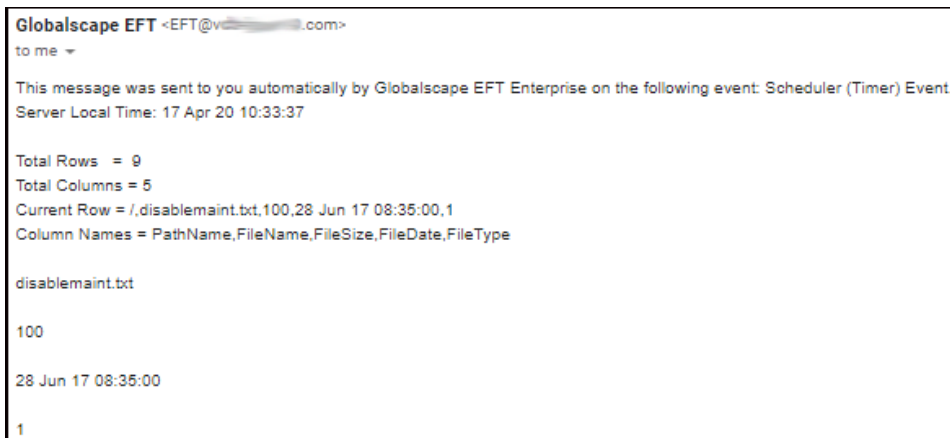 Globalscape EFT <EFT@v .com>
to me
This message was sent to you automatically by Globalscape EFT Enterprise on the following event: Scheduler (Timer) Event
Server Local Time: 17 Apr 20 10:33:37
Total Rows = 9
Total Columns = 5
Current Row = /,disablemaint.txt,100,28 Jun 17 08:35:00,1
Column Names = PathName,FileName,FileSize,FileDate,FileType
disablemaint.txt
100
28 Jun 17 08:35:00
1